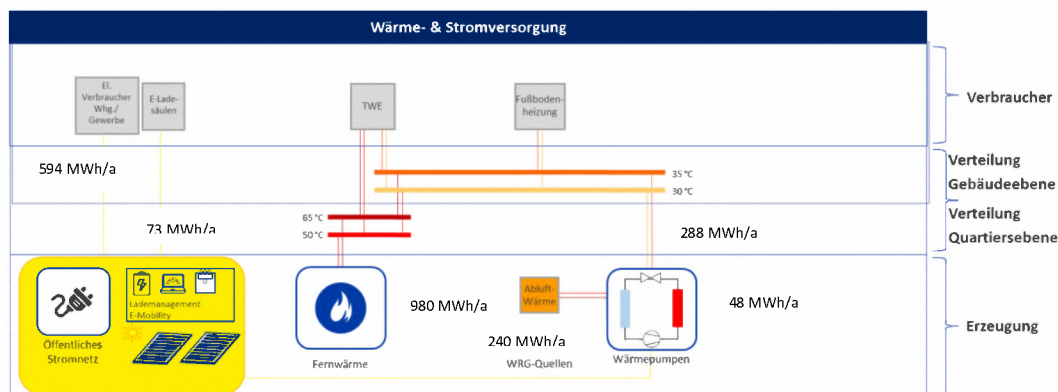 Wärme- & Stromversorgung
El.
Verbraucher
Whg./
Gewerbe
E-Lade-
säulen
TWE
Fußboden-
heizung
Verbraucher
594 MWh/a
35 °C
30 °C
Verteilung
Gebäudeebene
65 °C
50 °C
73 MWh/a
288 MWh/a
Verteilung
Quartiersebene
Lademanagement
E-Mobility
Öffentliches
Stromnetz
980 MWh/a
Fernwärme
Abluft-
Wärme
240 MWh/a
WRG-Quellen
48 MWh/a
Wärmepumpen
Erzeugung